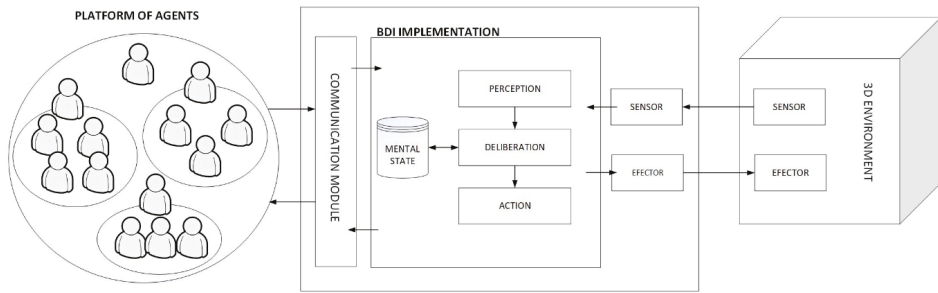 PLATFORM OF AGENTS
BDI IMPLEMENTATION
COMMUNICATION MODULE
PERCEPTION
MENTAL
STATE
DELIBERATION
ACTION
SENSOR
EFECTOR
SENSOR
EFECTOR
3D ENVIRONMENT